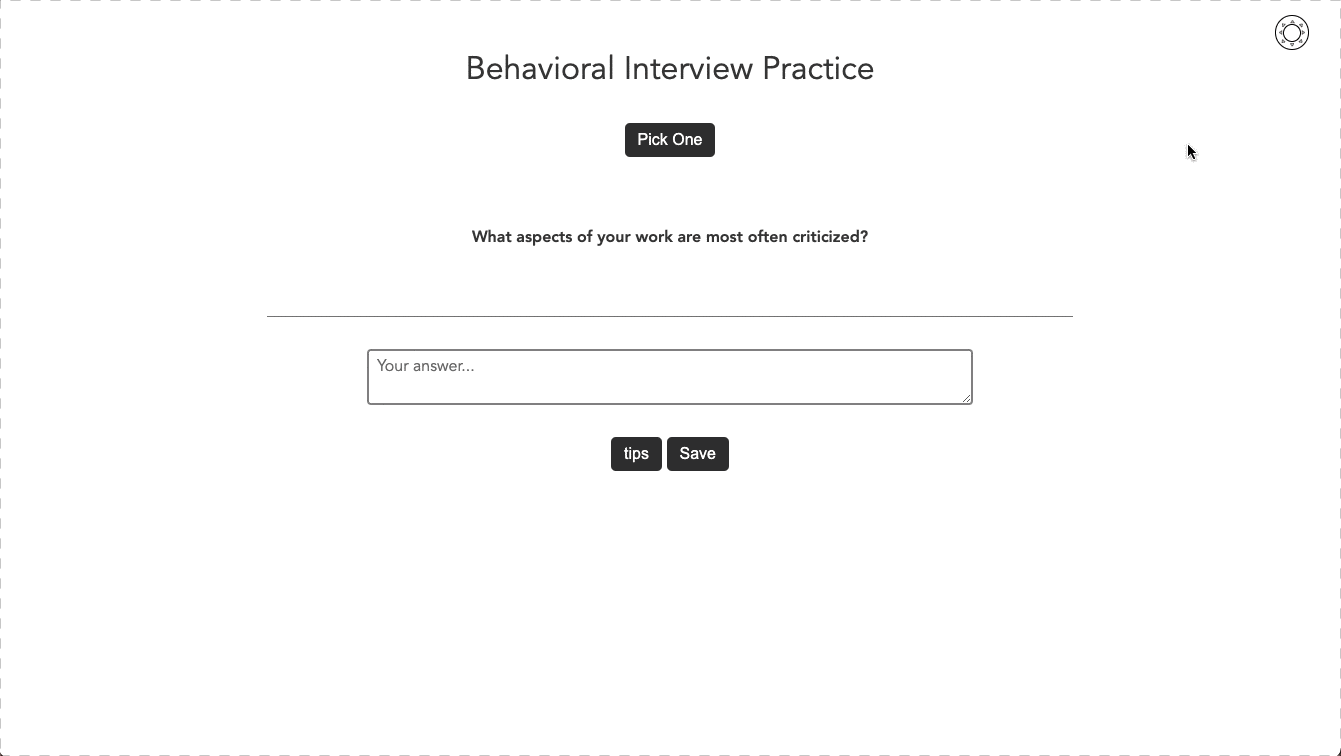 Behavioral Interview Practice
Pick One
What aspects of your work are most often criticized?
Your answer...
tips Save